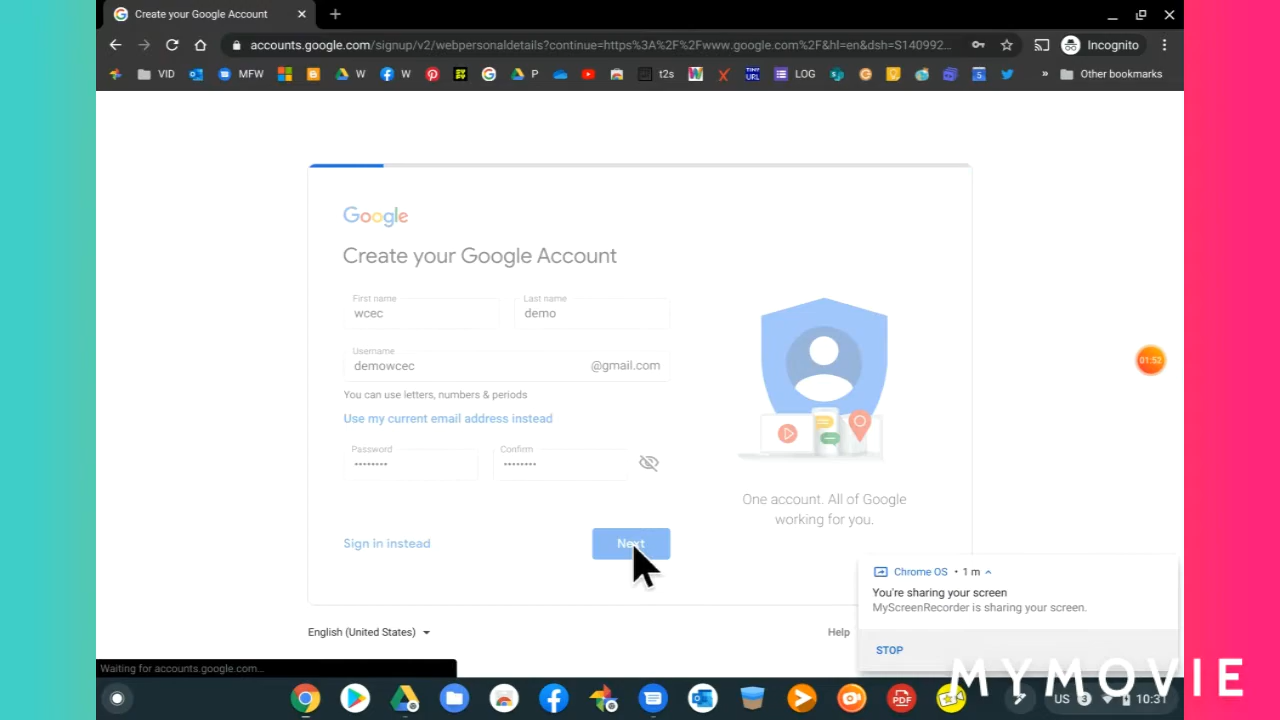 Create your Google Account
accounts.google.com/signup/v2/webpersonaldetails?continue=https%3A%2F%2Fwww.google.com%2F&hl=en&dsh=S140992...
Incognito
VID
MFW
W
W
P
t2s
TINY
URL
LOG
» Other bookmarks
Google
Create your Google Account
First name
wcec
Last name
demo
Username
demowcec
@gmail.com
You can use letters, numbers & periods
Use my current email address instead
Password
••••••••
Confirm
••••••••
One account. All of Google
working for you.
Sign in instead
Next
01:52
Chrome OS • 1 m
You're sharing your screen
MyScreenRecorder is sharing your screen.
STOP
English (United States)
Help
Waiting for accounts.google.com...
PDF
US 3 10:31
MYMOVIE